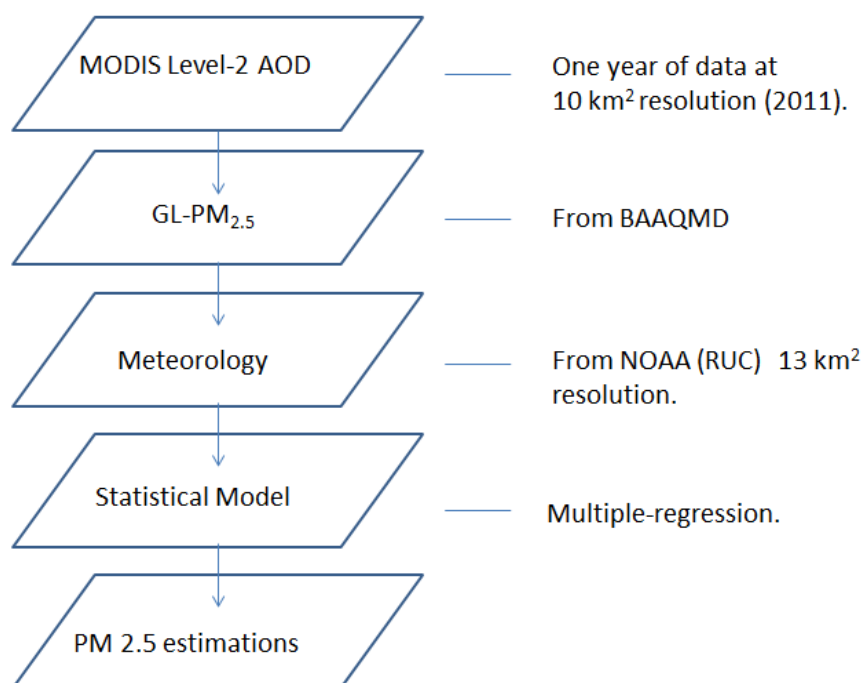 MODIS Level-2 AOD
One year of data at
10 km² resolution (2011).
GL-PM₂.₅
From BAAQMD
Meteorology
From NOAA (RUC) 13 km²
resolution.
Statistical Model
Multiple-regression.
PM 2.5 estimations